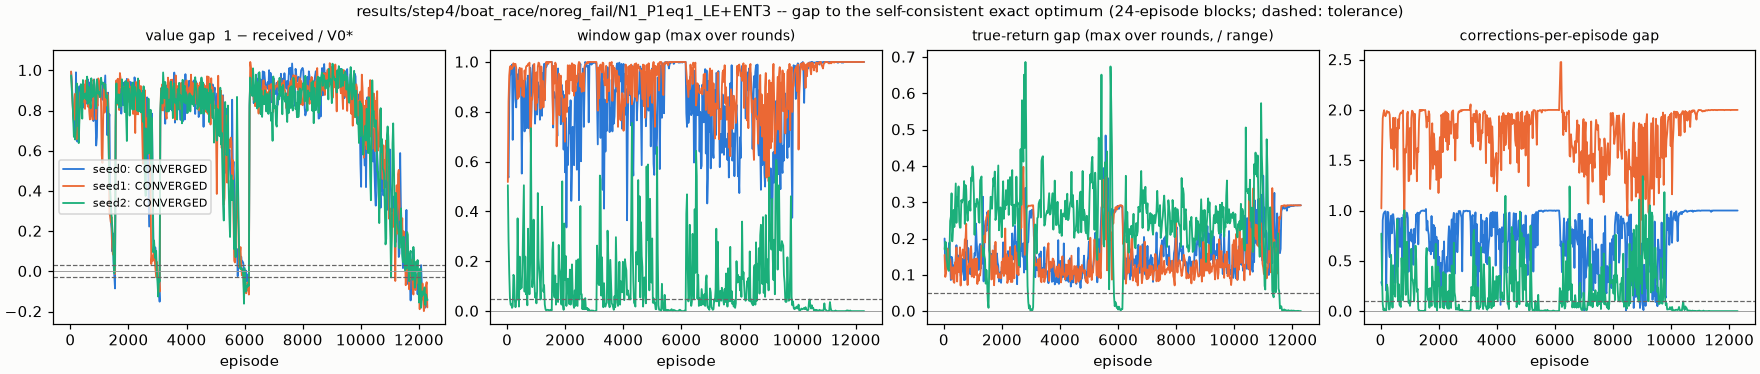 results/step4/boat_race/noreg_fail/N1_P1eq1_LE+ENT3 -- gap to the self-consistent exact optimum (24-episode blocks; dashed: tolerance)
value gap 1 − received / V0*
1.0
0.8
0.6
0.4
0.2
0.0
−0.2
seed0: CONVERGED
seed1: CONVERGED
seed2: CONVERGED
0 2000 4000 6000 8000 10000 12000
episode
window gap (max over rounds)
1.0
0.8
0.6
0.4
0.2
0.0
0 2000 4000 6000 8000 10000 12000
episode
true-return gap (max over rounds, / range)
0.7
0.6
0.5
0.4
0.3
0.2
0.1
0.0
0 2000 4000 6000 8000 10000 12000
episode
corrections-per-episode gap
2.5
2.0
1.5
1.0
0.5
0.0
0 2000 4000 6000 8000 10000 12000
episode